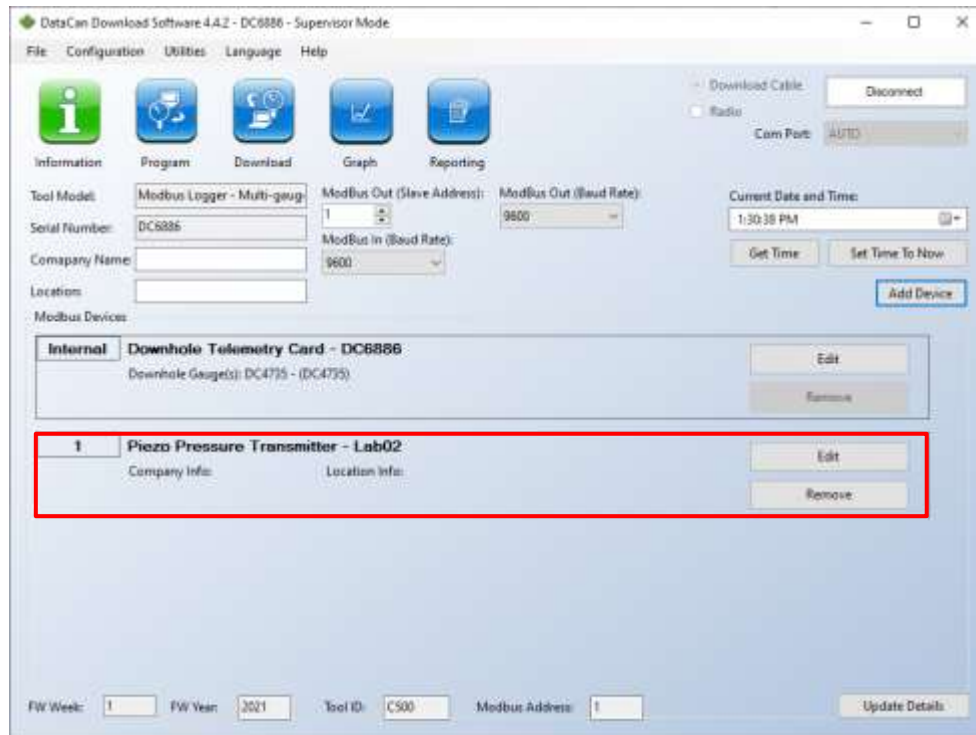 DataCan Download Software 4.4.2 - DC6886 - Supervisor Mode
File Configuration Utilities Language Help
Download Cable
Disconnect
Radio
Com Port: AUTO
Information Program Download Graph Reporting
Tool Model: Modbus Logger - Multi-gaug
ModBus Out (Slave Address): ModBus Out (Baud Rate):
Current Date and Time:
1 9600
1:30:38 PM
Serial Number: DC6886
ModBus In (Baud Rate):
Get Time Set Time To Now
Comapany Name
9600
Location:
Add Device
Modbus Devices
Internal Downhole Telemetry Card - DC6886
Edit
Downhole Gauge(s): DC4735 - (DC4735)
Remove
1 Piezo Pressure Transmitter - Lab02
Edit
Company Info: Location Info:
Remove
FW Week: 1 FW Year: 2021 Tool ID: C500 Modbus Address: 1 Update Details